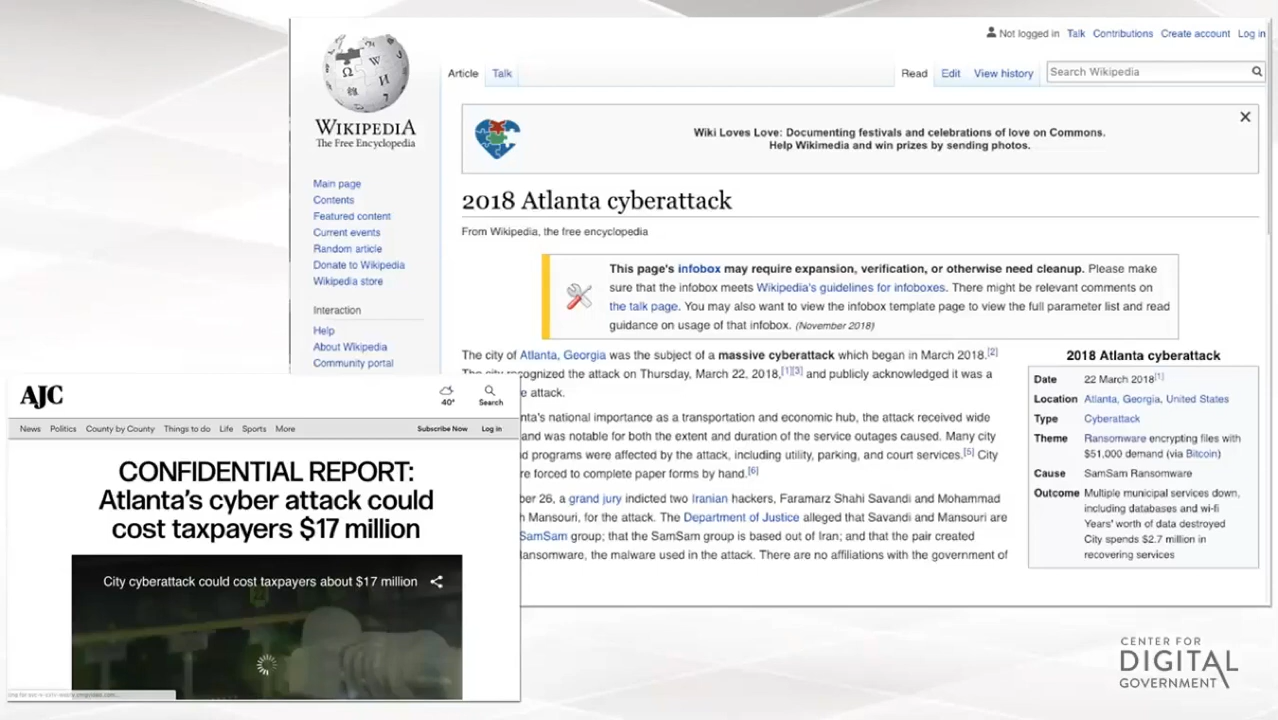 Not logged in Talk Contributions Create account Log in
Article Talk Read Edit View history Search Wikipedia
WIKIPEDIA
The Free Encyclopedia
Wiki Loves Love: Documenting festivals and celebrations of love on Commons.
Help Wikimedia and win prizes by sending photos.
Main page
Contents
Featured content
Current events
Random article
Donate to Wikipedia
Wikipedia store
Interaction
Help
About Wikipedia
Community portal
2018 Atlanta cyberattack
From Wikipedia, the free encyclopedia
This page's infobox may require expansion, verification, or otherwise need cleanup. Please make
sure that the infobox meets Wikipedia's guidelines for infoboxes. There might be relevant comments on
the talk page. You may also want to view the infobox template page to view the full parameter list and read
guidance on usage of that infobox. (November 2018)
The city of Atlanta, Georgia was the subject of a massive cyberattack which began in March 2018.[2]
recognized the attack on Thursday, March 22, 2018,[1][3] and publicly acknowledged it was a
attack.
national importance as a transportation and economic hub, the attack received wide
and was notable for both the extent and duration of the service outages caused. Many city
programs were affected by the attack, including utility, parking, and court services.[5] City
forced to complete paper forms by hand.[6]
26, a grand jury indicted two Iranian hackers, Faramarz Shahi Savandi and Mohammad
Mansouri, for the attack. The Department of Justice alleged that Savandi and Mansouri are
SamSam group; that the SamSam group is based out of Iran; and that the pair created
ransomware, the malware used in the attack. There are no affiliations with the government of
2018 Atlanta cyberattack
Date 22 March 2018[1]
Location Atlanta, Georgia, United States
Type Cyberattack
Theme Ransomware encrypting files with
$51,000 demand (via Bitcoin)
Cause SamSam Ransomware
Outcome Multiple municipal services down,
including databases and wi-fi
Years' worth of data destroyed
City spends $2.7 million in
recovering services
AJC
40° Search
News Politics County by County Things to do Life Sports More Subscribe Now Log in
CONFIDENTIAL REPORT:
Atlanta's cyber attack could
cost taxpayers $17 million
City cyberattack could cost taxpayers about $17 million
CENTER FOR
DIGITAL
GOVERNMENT